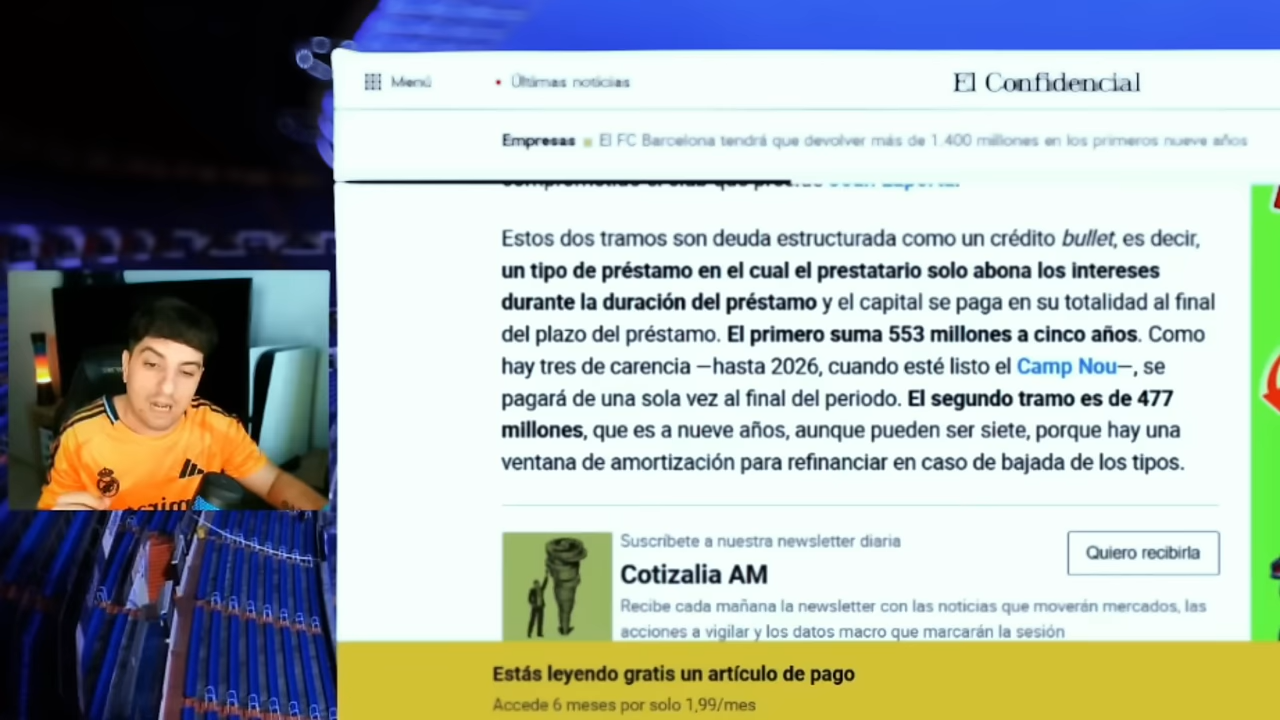 Menú
Últimas noticias
El Confidencial
Empresas
El FC Barcelona tendrá que devolver más de 1.400 millones en los primeros nueve años
Estos dos tramos son deuda estructurada como un crédito bullet, es decir,
un tipo de préstamo en el cual el prestatario solo abona los intereses
durante la duración del préstamo y el capital se paga en su totalidad al final
del plazo del préstamo. El primero suma 553 millones a cinco años. Como
hay tres de carencia —hasta 2026, cuando esté listo el Camp Nou—, se
pagará de una sola vez al final del periodo. El segundo tramo es de 477
millones, que es a nueve años, aunque pueden ser siete, porque hay una
ventana de amortización para refinanciar en caso de bajada de los tipos.
Suscríbete a nuestra newsletter diaria
Cotizalia AM
Quiero recibirla
Recibe cada mañana la newsletter con las noticias que moverán mercados, las
acciones a vigilar y los datos macro que marcarán la sesión
Estás leyendo gratis un artículo de pago
Accede 6 meses por solo 1,99/mes